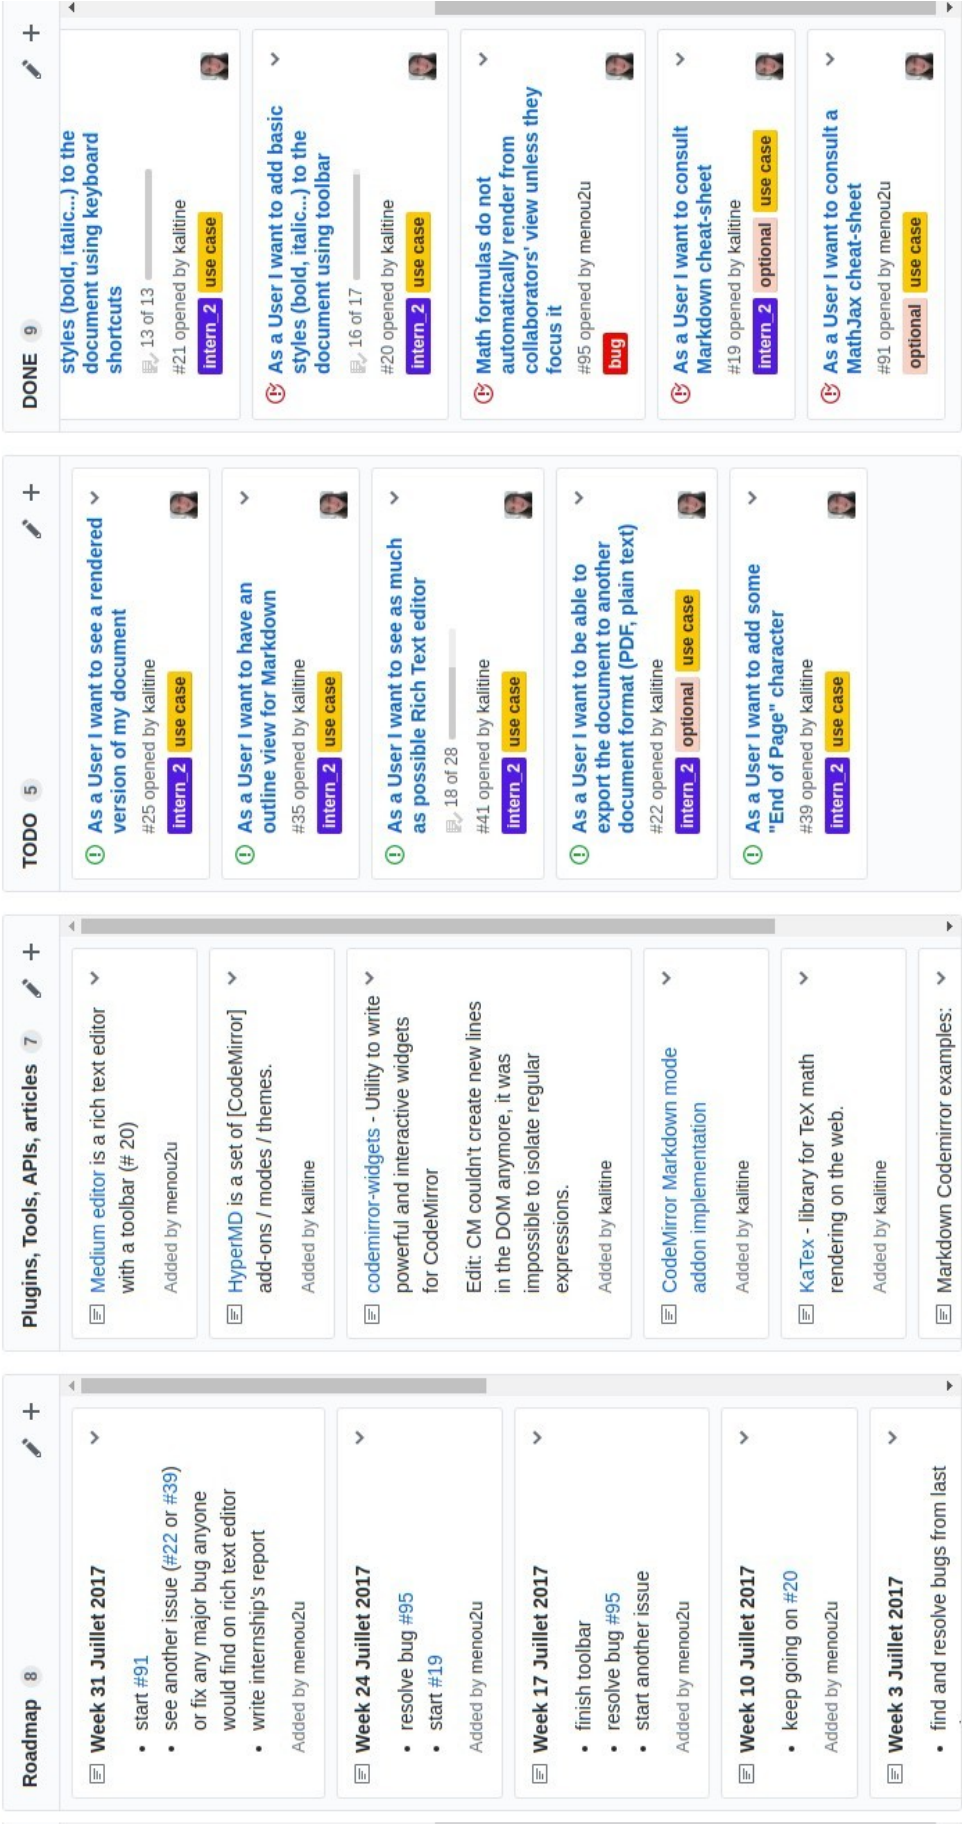 Roadmap 8
Week 31 Juillet 2017
• start #91
• see another issue (#22 or #39)
or fix any major bug anyone
would find on rich text editor
• write internship's report
Added by menou2u
Week 24 Juillet 2017
• resolve bug #95
• start #19
Added by menou2u
Week 17 Juillet 2017
• finish toolbar
• resolve bug #95
• start another issue
Added by menou2u
Week 10 Juillet 2017
• keep going on #20
Added by menou2u
Week 3 Juillet 2017
• find and resolve bugs from last
Plugins, Tools, APIs, articles 7
Medium editor is a rich text editor
with a toolbar (# 20)
Added by menou2u
HyperMD is a set of [CodeMirror]
add-ons / modes / themes.
Added by kalitine
codemirror-widgets - Utility to write
powerful and interactive widgets
for CodeMirror
Edit: CM couldn't create new lines
in the DOM anymore, it was
impossible to isolate regular
expressions.
Added by kalitine
CodeMirror Markdown mode
addon implementation
Added by kalitine
KaTex - library for TeX math
rendering on the web.
Added by kalitine
Markdown Codemirror examples:
TODO 5
As a User I want to see a rendered
version of my document
#25 opened by kalitine
intern_2 use case
As a User I want to have an
outline view for Markdown
#35 opened by kalitine
intern_2 use case
As a User I want to see as much
as possible Rich Text editor
18 of 28
#41 opened by kalitine
intern_2 use case
As a User I want to be able to
export the document to another
document format (PDF, plain text)
#22 opened by kalitine
intern_2 optional use case
As a User I want to add some
"End of Page" character
#39 opened by kalitine
intern_2 use case
DONE 9
styles (bold, italic...) to the
document using keyboard
shortcuts
13 of 13
#21 opened by kalitine
intern_2 use case
As a User I want to add basic
styles (bold, italic...) to the
document using toolbar
16 of 17
#20 opened by kalitine
intern_2 use case
Math formulas do not
automatically render from
collaborators' view unless they
focus it
#95 opened by menou2u
bug
As a User I want to consult
Markdown cheat-sheet
#19 opened by kalitine
intern_2 optional use case
As a User I want to consult a
MathJax cheat-sheet
#91 opened by menou2u
optional use case